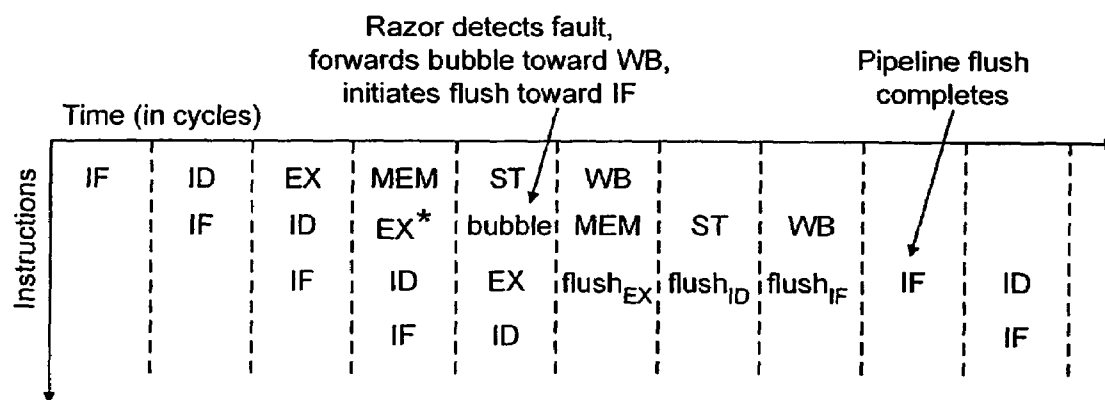 Razor detects fault,
forwards bubble toward WB,
initiates flush toward IF
Pipeline flush
completes
Time (in cycles)
Instructions
IF ID EX MEM ST WB
IF ID EX* bubble MEM ST WB
IF ID EX flushEX flushID flushIF IF ID
IF ID IF